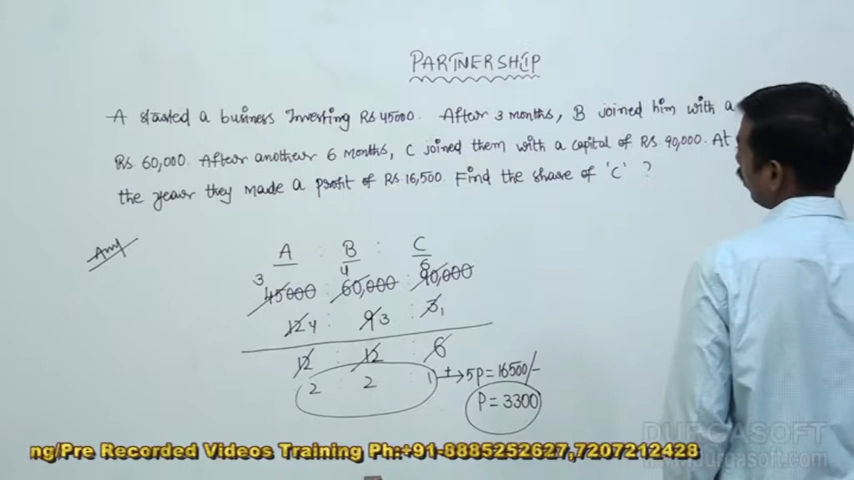 PARTNERSHIP
A started a business Investing RS 45000. After 3 months, B joined him with a
RS. 60,000. After another 6 months, C joined them with a capital of RS. 90,000. At
the year they made a profit of RS. 16,500. Find the share of 'C' ?
Ans
A : B : C
3 4 6
45000 : 60,000 : 90,000
12 4 : 9 3 : 3 1
12 : 12 : 6
2 : 2 : 1 → 5P = 16500/-
P = 3300
DURGASOFT
www.durgasoft.com
ng/Pre Recorded Videos Training Ph:+91-8885252627,7207212428